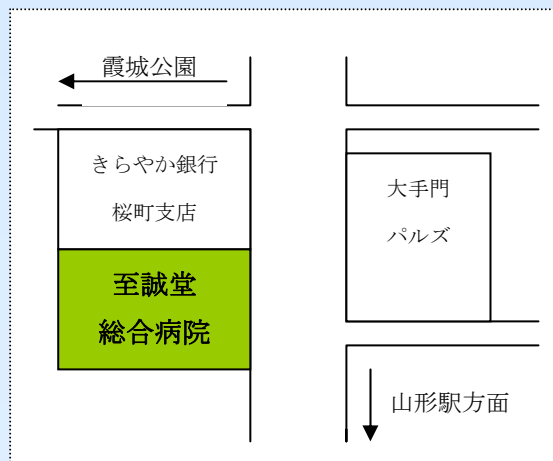 霞城公園
きらやか銀行
桜町支店
大手門
パルズ
至誠堂
総合病院
山形駅方面